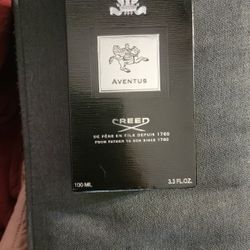 AVENTUS
CREED
DE PÈRE EN FILS DEPUIS 1760
FROM FATHER TO SON SINCE 1760
100 ML
3.3 FL.OZ.